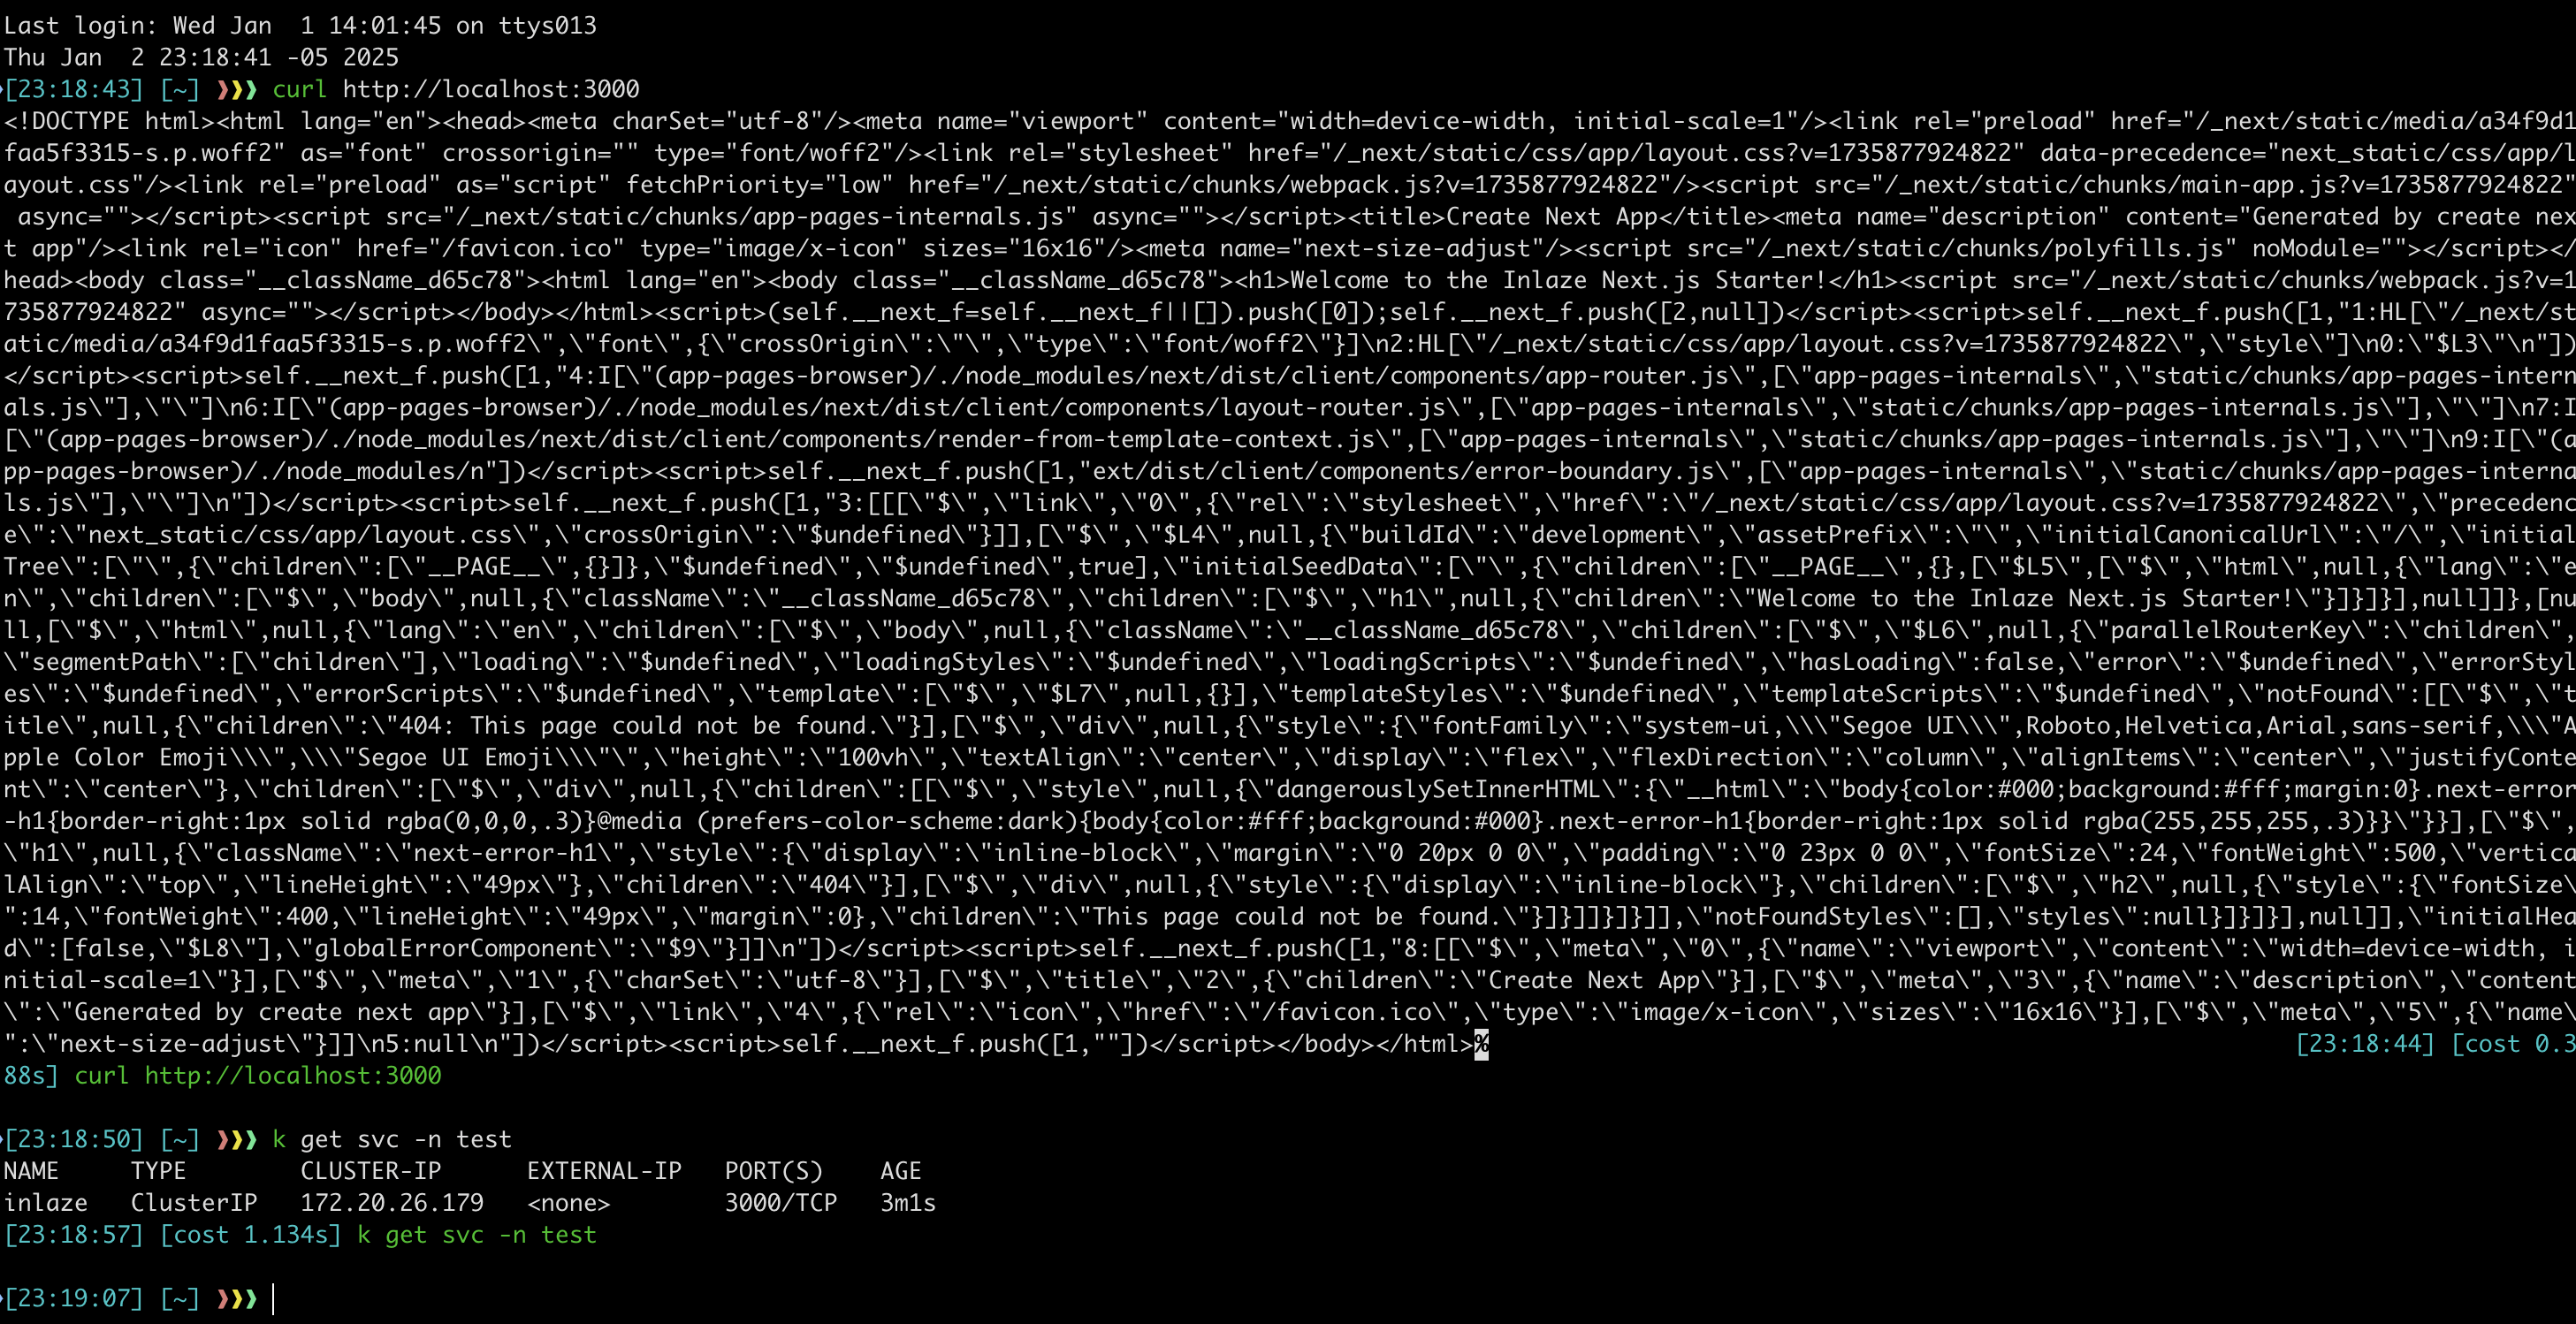 Last login: Wed Jan  1 14:01:45 on ttys013
Thu Jan  2 23:18:41 -05 2025
[23:18:43] [~] ❯❯❯ curl http://localhost:3000
<!DOCTYPE html><html lang="en"><head><meta charSet="utf-8"/><meta name="viewport" content="width=device-width, initial-scale=1"/><link rel="preload" href="/_next/static/media/a34f9d1
faa5f3315-s.p.woff2" as="font" crossorigin="" type="font/woff2"/><link rel="stylesheet" href="/_next/static/css/app/layout.css?v=1735877924822" data-precedence="next_static/css/app/l
ayout.css"/><link rel="preload" as="script" fetchPriority="low" href="/_next/static/chunks/webpack.js?v=1735877924822"/><script src="/_next/static/chunks/main-app.js?v=1735877924822"
 async=""></script><script src="/_next/static/chunks/app-pages-internals.js" async=""></script><title>Create Next App</title><meta name="description" content="Generated by create nex
t app"/><link rel="icon" href="/favicon.ico" type="image/x-icon" sizes="16x16"/><meta name="next-size-adjust"/><script src="/_next/static/chunks/polyfills.js" noModule=""></script></
head><body class="__className_d65c78"><html lang="en"><body class="__className_d65c78"><h1>Welcome to the Inlaze Next.js Starter!</h1><script src="/_next/static/chunks/webpack.js?v=1
735877924822" async=""></script></body></html><script>(self.__next_f=self.__next_f||[]).push([0]);self.__next_f.push([2,null])</script><script>self.__next_f.push([1,"1:HL[\"/_next/st
atic/media/a34f9d1faa5f3315-s.p.woff2\",\"font\",{\"crossOrigin\":\"\",\"type\":\"font/woff2\"}]\n2:HL[\"/_next/static/css/app/layout.css?v=1735877924822\",\"style\"]\n0:\"$L3\"\n"])
</script><script>self.__next_f.push([1,"4:I[\"(app-pages-browser)/./node_modules/next/dist/client/components/app-router.js\",[\"app-pages-internals\",\"static/chunks/app-pages-intern
als.js\"],\"\"]\n6:I[\"(app-pages-browser)/./node_modules/next/dist/client/components/layout-router.js\",[\"app-pages-internals\",\"static/chunks/app-pages-internals.js\"],\"\"]\n7:I
[\"(app-pages-browser)/./node_modules/next/dist/client/components/render-from-template-context.js\",[\"app-pages-internals\",\"static/chunks/app-pages-internals.js\"],\"\"]\n9:I[\"(a
pp-pages-browser)/./node_modules/n"])</script><script>self.__next_f.push([1,"ext/dist/client/components/error-boundary.js\",[\"app-pages-internals\",\"static/chunks/app-pages-interna
ls.js\"],\"\"]\n"])</script><script>self.__next_f.push([1,"3:[[[\"$\",\"link\",\"0\",{\"rel\":\"stylesheet\",\"href\":\"/_next/static/css/app/layout.css?v=1735877924822\",\"precedenc
e\":\"next_static/css/app/layout.css\",\"crossOrigin\":\"$undefined\"}]],[\"$\",\"$L4\",null,{\"buildId\":\"development\",\"assetPrefix\":\"\",\"initialCanonicalUrl\":\"/\",\"initial
Tree\":[\"\",{\"children\":[\"__PAGE__\",{}]},\"$undefined\",\"$undefined\",true],\"initialSeedData\":[\"\",{\"children\":[\"__PAGE__\",{},[\"$L5\",[\"$\",\"html\",null,{\"lang\":\"e
n\",\"children\":[\"$\",\"body\",null,{\"className\":\"__className_d65c78\",\"children\":[\"$\",\"h1\",null,{\"children\":\"Welcome to the Inlaze Next.js Starter!\"}]}]}],null]]},[nu
ll,[\"$\",\"html\",null,{\"lang\":\"en\",\"children\":[\"$\",\"body\",null,{\"className\":\"__className_d65c78\",\"children\":[\"$\",\"$L6\",null,{\"parallelRouterKey\":\"children\",
\"segmentPath\":[\"children\"],\"loading\":\"$undefined\",\"loadingStyles\":\"$undefined\",\"loadingScripts\":\"$undefined\",\"hasLoading\":false,\"error\":\"$undefined\",\"errorStyl
es\":\"$undefined\",\"errorScripts\":\"$undefined\",\"template\":[\"$\",\"$L7\",null,{}],\"templateStyles\":\"$undefined\",\"templateScripts\":\"$undefined\",\"notFound\":[[\"$\",\"t
itle\",null,{\"children\":\"404: This page could not be found.\"}],[\"$\",\"div\",null,{\"style\":{\"fontFamily\":\"system-ui,\\\"Segoe UI\\\",Roboto,Helvetica,Arial,sans-serif,\\\"A
pple Color Emoji\\\",\\\"Segoe UI Emoji\\\"\",\"height\":\"100vh\",\"textAlign\":\"center\",\"display\":\"flex\",\"flexDirection\":\"column\",\"alignItems\":\"center\",\"justifyConte
nt\":\"center\"},\"children\":[\"$\",\"div\",null,{\"children\":[[\"$\",\"style\",null,{\"dangerouslySetInnerHTML\":{\"__html\":\"body{color:#000;background:#fff;margin:0}.next-error
-h1{border-right:1px solid rgba(0,0,0,.3)}@media (prefers-color-scheme:dark){body{color:#fff;background:#000}.next-error-h1{border-right:1px solid rgba(255,255,255,.3)}}\"}}],[\"$\",
\"h1\",null,{\"className\":\"next-error-h1\",\"style\":{\"display\":\"inline-block\",\"margin\":\"0 20px 0 0\",\"padding\":\"0 23px 0 0\",\"fontSize\":24,\"fontWeight\":500,\"vertica
lAlign\":\"top\",\"lineHeight\":\"49px\"},\"children\":\"404\"}],[\"$\",\"div\",null,{\"style\":{\"display\":\"inline-block\"},\"children\":[\"$\",\"h2\",null,{\"style\":{\"fontSize\
":14,\"fontWeight\":400,\"lineHeight\":\"49px\",\"margin\":0},\"children\":\"This page could not be found.\"}]}]]}]}]],\"notFoundStyles\":[],\"styles\":null}]}]}],null]],\"initialHea
d\":[false,\"$L8\"],\"globalErrorComponent\":\"$9\"}]]\n"])</script><script>self.__next_f.push([1,"8:[[\"$\",\"meta\",\"0\",{\"name\":\"viewport\",\"content\":\"width=device-width, i
nitial-scale=1\"}],[\"$\",\"meta\",\"1\",{\"charSet\":\"utf-8\"}],[\"$\",\"title\",\"2\",{\"children\":\"Create Next App\"}],[\"$\",\"meta\",\"3\",{\"name\":\"description\",\"content
\":\"Generated by create next app\"}],[\"$\",\"link\",\"4\",{\"rel\":\"icon\",\"href\":\"/favicon.ico\",\"type\":\"image/x-icon\",\"sizes\":\"16x16\"}],[\"$\",\"meta\",\"5\",{\"name\
":\"next-size-adjust\"}]]\n5:null\n"])</script><script>self.__next_f.push([1,""])</script></body></html>% [23:18:44] [cost 0.3
88s] curl http://localhost:3000
[23:18:50] [~] ❯❯❯ k get svc -n test
NAME     TYPE        CLUSTER-IP      EXTERNAL-IP   PORT(S)    AGE
inlaze   ClusterIP   172.20.26.179   <none>        3000/TCP   3m1s
[23:18:57] [cost 1.134s] k get svc -n test
[23:19:07] [~] ❯❯❯